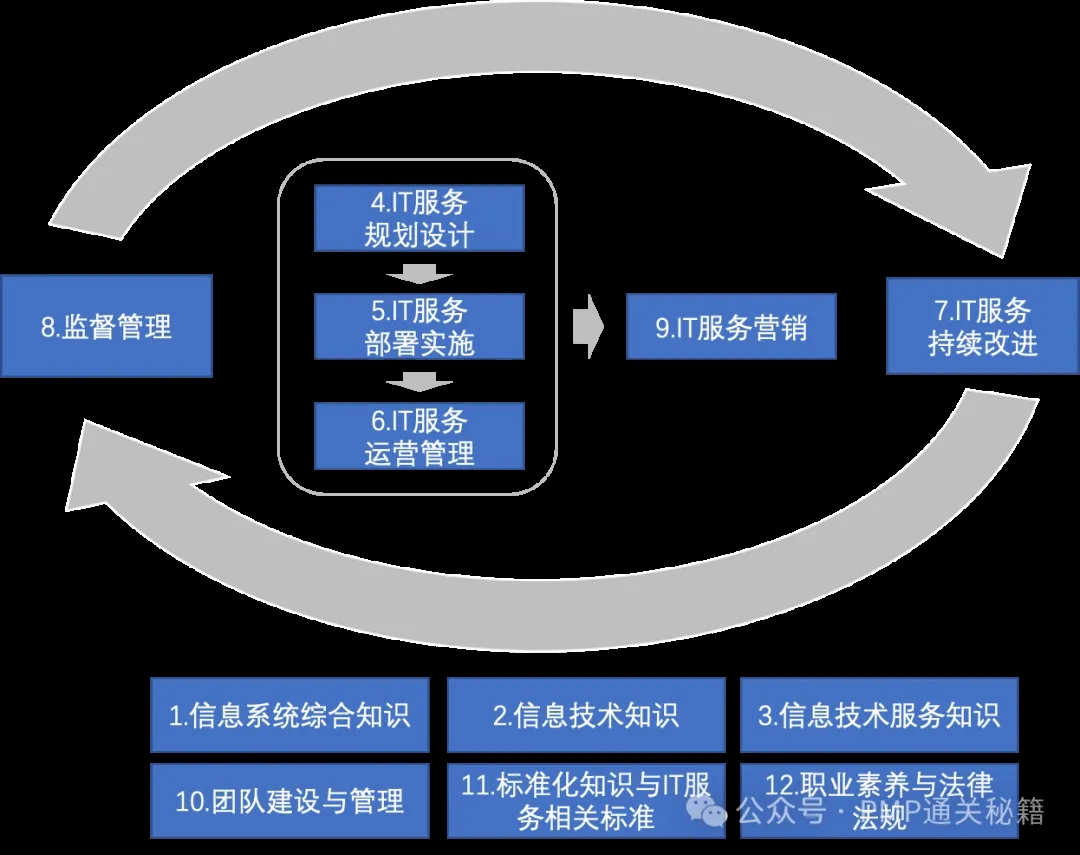 4.IT服务
规划设计
8.监督管理
5.IT服务
部署实施
9.IT服务营销
7.IT服务
持续改进
6.IT服务
运营管理
1.信息系统综合知识
2.信息技术知识
3.信息技术服务知识
10.团队建设与管理
11.标准化知识与IT服
务相关标准
12.职业素养与法律
法规
公众号·PMP通关秘籍